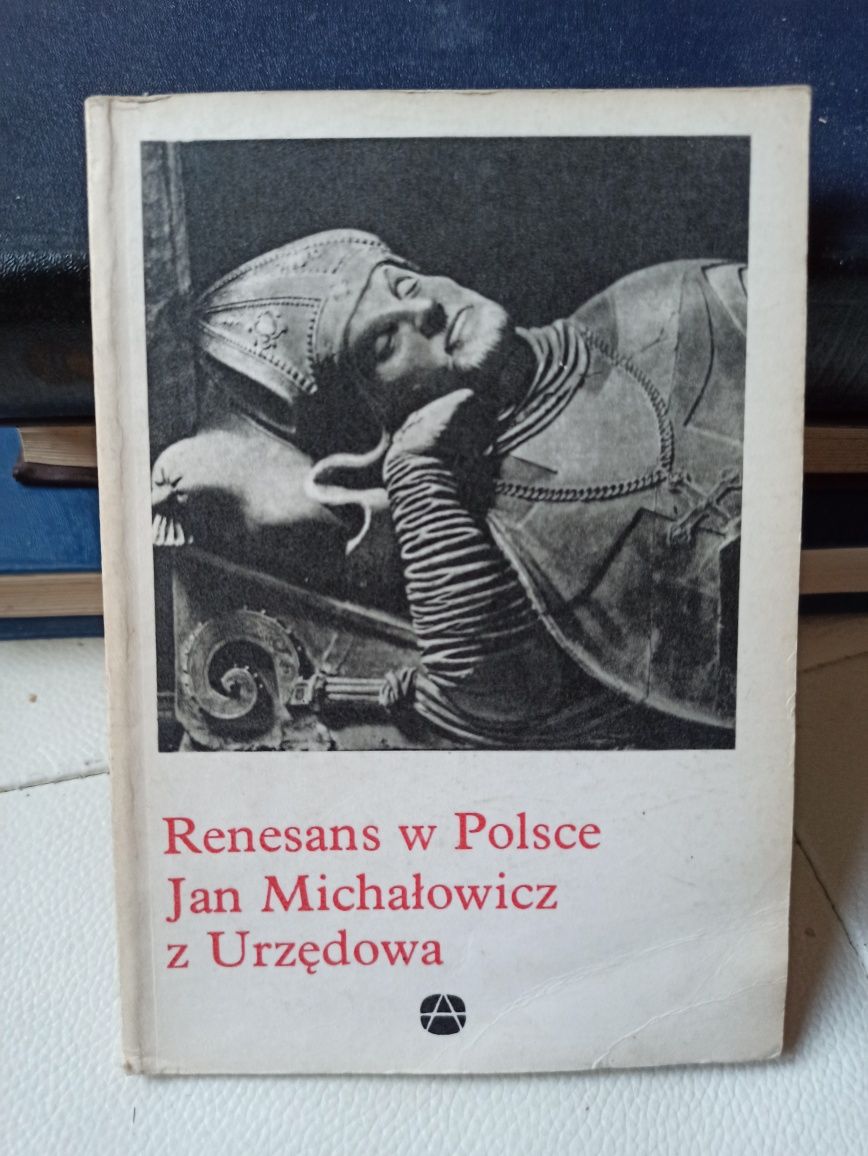 Renesans w Polsce
Jan Michałowicz
z Urzędowa